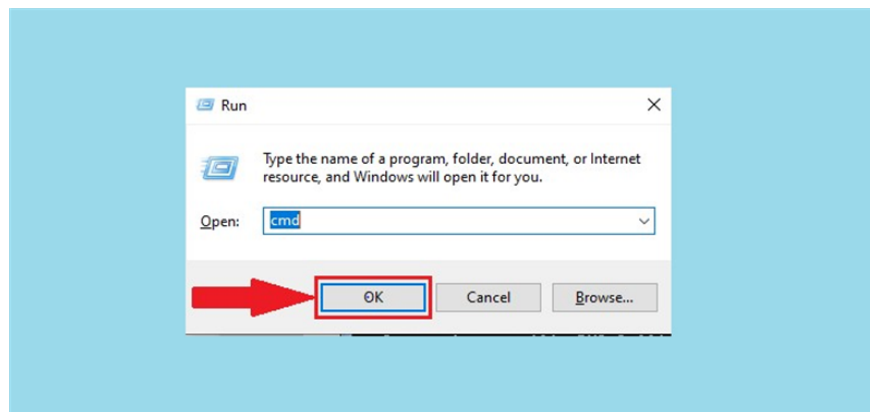 Run
Type the name of a program, folder, document, or Internet
resource, and Windows will open it for you.
Open: cmd
OK Cancel Browse...